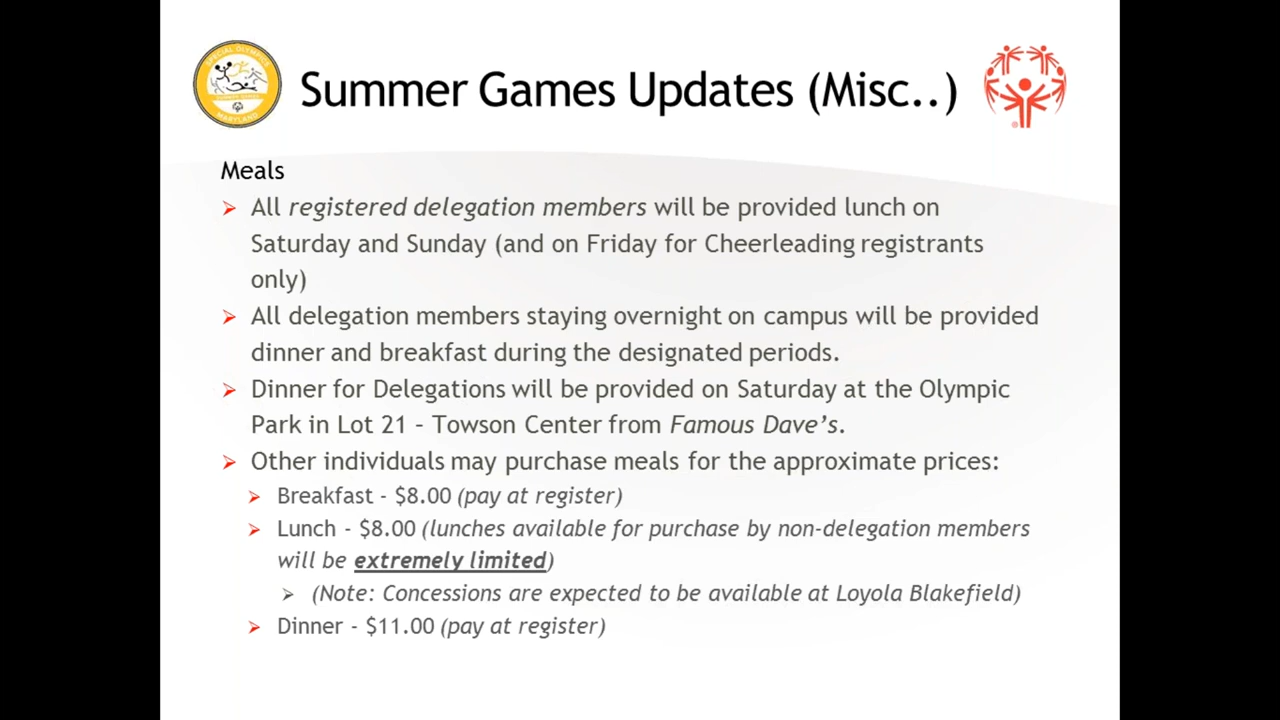 SPECIAL OLYMPICS
MARYLAND
Summer Games Updates (Misc..)
Meals
All registered delegation members will be provided lunch on
Saturday and Sunday (and on Friday for Cheerleading registrants
only)
All delegation members staying overnight on campus will be provided
dinner and breakfast during the designated periods.
Dinner for Delegations will be provided on Saturday at the Olympic
Park in Lot 21 – Towson Center from Famous Dave's.
Other individuals may purchase meals for the approximate prices:
Breakfast - $8.00 (pay at register)
Lunch - $8.00 (lunches available for purchase by non-delegation members
will be extremely limited)
(Note: Concessions are expected to be available at Loyola Blakefield)
Dinner - $11.00 (pay at register)